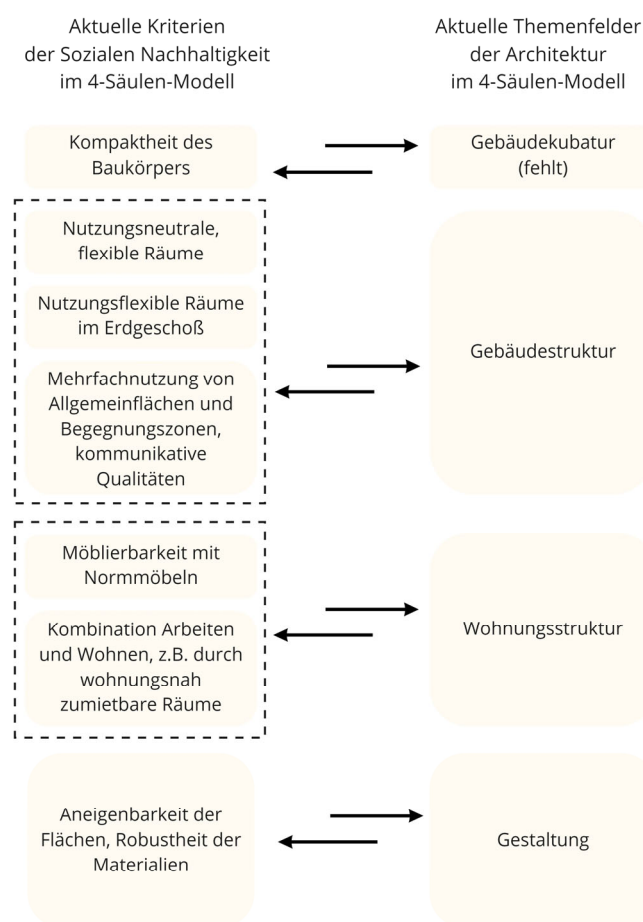 Aktuelle Kriterien
der Sozialen Nachhaltigkeit
im 4-Säulen-Modell
Aktuelle Themenfelder
der Architektur
im 4-Säulen-Modell
Kompaktheit des
Baukörpers
Gebäudekubatur
(fehlt)
Nutzungsneutrale,
flexible Räume
Nutzungsflexible Räume
im Erdgeschoß
Mehrfachnutzung von
Allgemeinflächen und
Begegnungszonen,
kommunikative
Qualitäten
Gebäudestruktur
Möblierbarkeit mit
Normmöbeln
Kombination Arbeiten
und Wohnen, z.B. durch
wohnungsnah
zumietbare Räume
Wohnungsstruktur
Aneigenbarkeit der
Flächen, Robustheit der
Materialien
Gestaltung